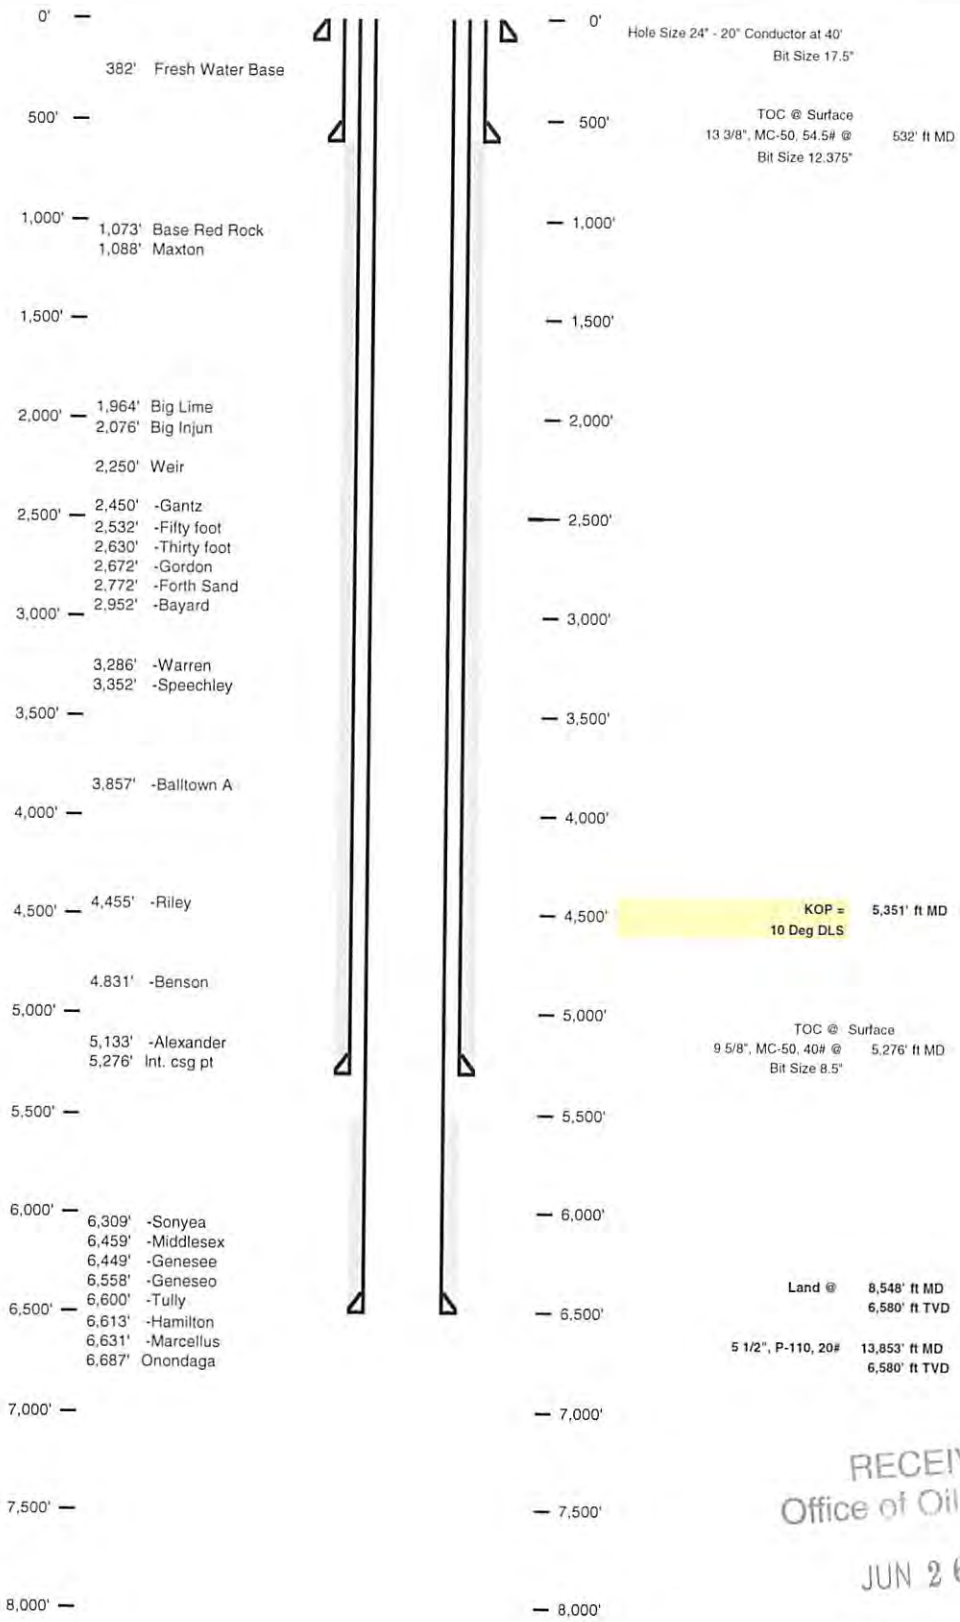 0'
382' Fresh Water Base
500'
1,000'
1,073' Base Red Rock
1,088' Maxton
1,500'
1,964' Big Lime
2,000'
2,076' Big Injun
2,250' Weir
2,450' -Gantz
2,500'
2,532' -Fifty foot
2,630' -Thirty foot
2,672' -Gordon
2,772' -Forth Sand
2,952' -Bayard
3,000'
3,286' -Warren
3,352' -Speechley
3,500'
3,857' -Balltown A
4,000'
4,455' -Riley
4,500'
4.831' -Benson
5,000'
5,133' -Alexander
5,276' Int. csg pt
5,500'
6,000'
6,309' -Sonyea
6,459' -Middlesex
6,449' -Genesee
6,558' -Geneseo
6,600' -Tully
6,500'
6,613' -Hamilton
6,631' -Marcellus
6,687' Onondaga
7,000'
7,500'
8,000'
0'
500'
1,000'
1,500'
2,000'
2,500'
3,000'
3,500'
4,000'
4,500'
5,000'
5,500'
6,000'
6,500'
7,000'
7,500'
8,000'
Hole Size 24" - 20" Conductor at 40'
Bit Size 17.5"
TOC @ Surface
13 3/8", MC-50, 54.5# @ 532' ft MD
Bit Size 12.375"
KOP = 5,351' ft MD
10 Deg DLS
TOC @ Surface
9 5/8", MC-50, 40# @ 5,276' ft MD
Bit Size 8.5"
Land @ 8,548' ft MD
6,580' ft TVD
5 1/2", P-110, 20# 13,853' ft MD
6,580' ft TVD
RECEI
Office of Oil
JUN 2